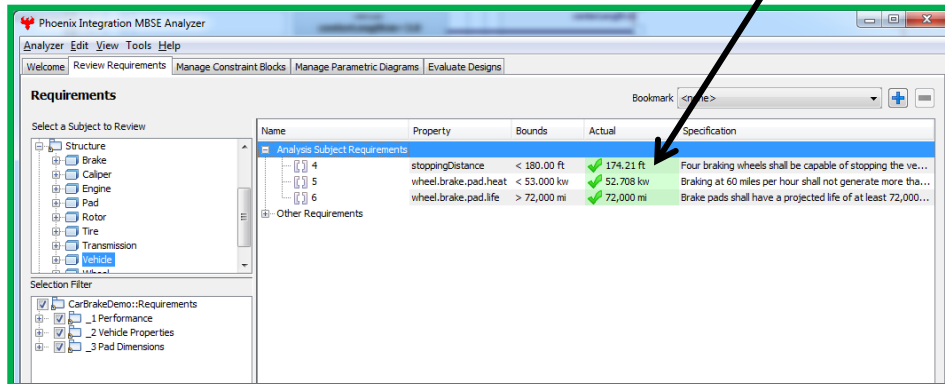 Phoenix Integration MBSE Analyzer
Analyzer Edit View Tools Help
Welcome Review Requirements Manage Constraint Blocks Manage Parametric Diagrams Evaluate Designs
Requirements
Bookmark <none>
Select a Subject to Review
Structure
Brake
Caliper
Engine
Pad
Rotor
Tire
Transmission
Vehicle
Wheel
Selection Filter
CarBrakeDemo::Requirements
_1 Performance
_2 Vehicle Properties
_3 Pad Dimensions
Name Property Bounds Actual Specification
Analysis Subject Requirements
4 stoppingDistance < 180.00 ft 174.21 ft Four braking wheels shall be capable of stopping the ve...
5 wheel.brake.pad.heat < 53.000 kw 52.708 kw Braking at 60 miles per hour shall not generate more tha...
6 wheel.brake.pad.life > 72,000 mi 72,000 mi Brake pads shall have a projected life of at least 72,000...
Other Requirements